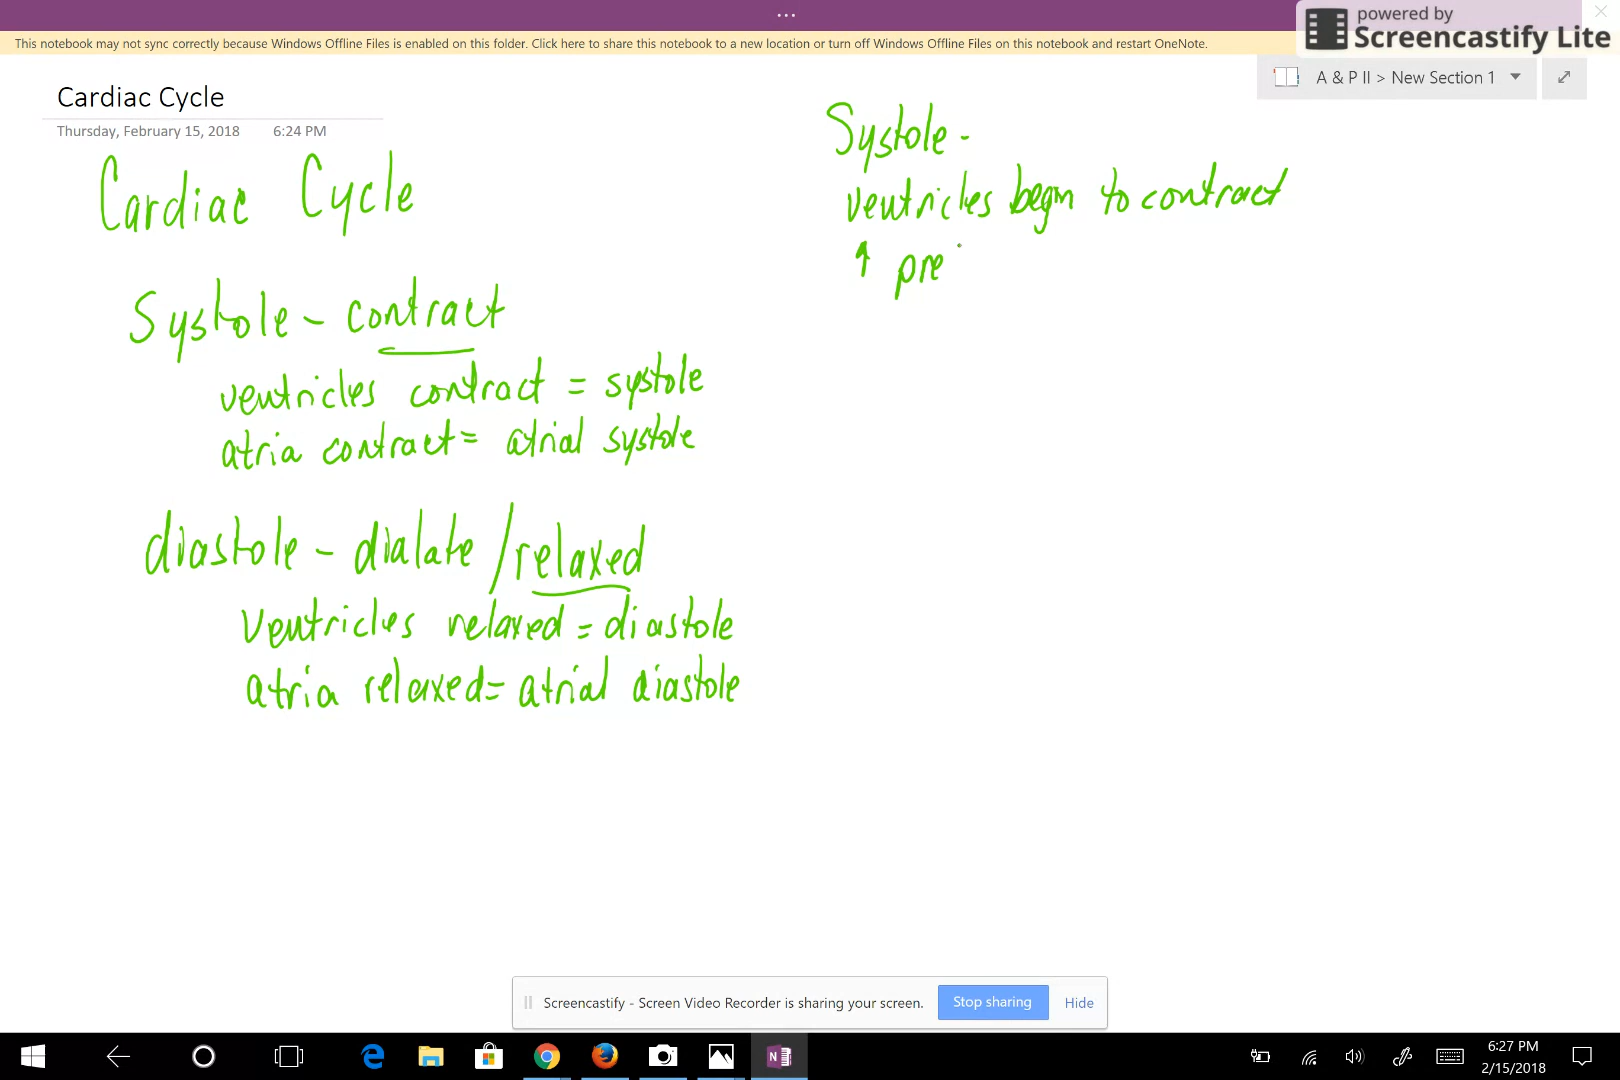 ...
powered by
Screencastify Lite
This notebook may not sync correctly because Windows Offline Files is enabled on this folder. Click here to share this notebook to a new location or turn off Windows Offline Files on this notebook and restart OneNote.
A & P II > New Section 1
Cardiac Cycle
Thursday, February 15, 2018 6:24 PM
Cardiac Cycle
Systole - contract
ventricles contract = systole
atria contract = atrial systole
diastole - dialate / relaxed
ventricles relaxed = diastole
atria relaxed = atrial diastole
Systole -
ventricles begin to contract
↑ pre
Screencastify - Screen Video Recorder is sharing your screen. Stop sharing Hide
N
6:27 PM
2/15/2018